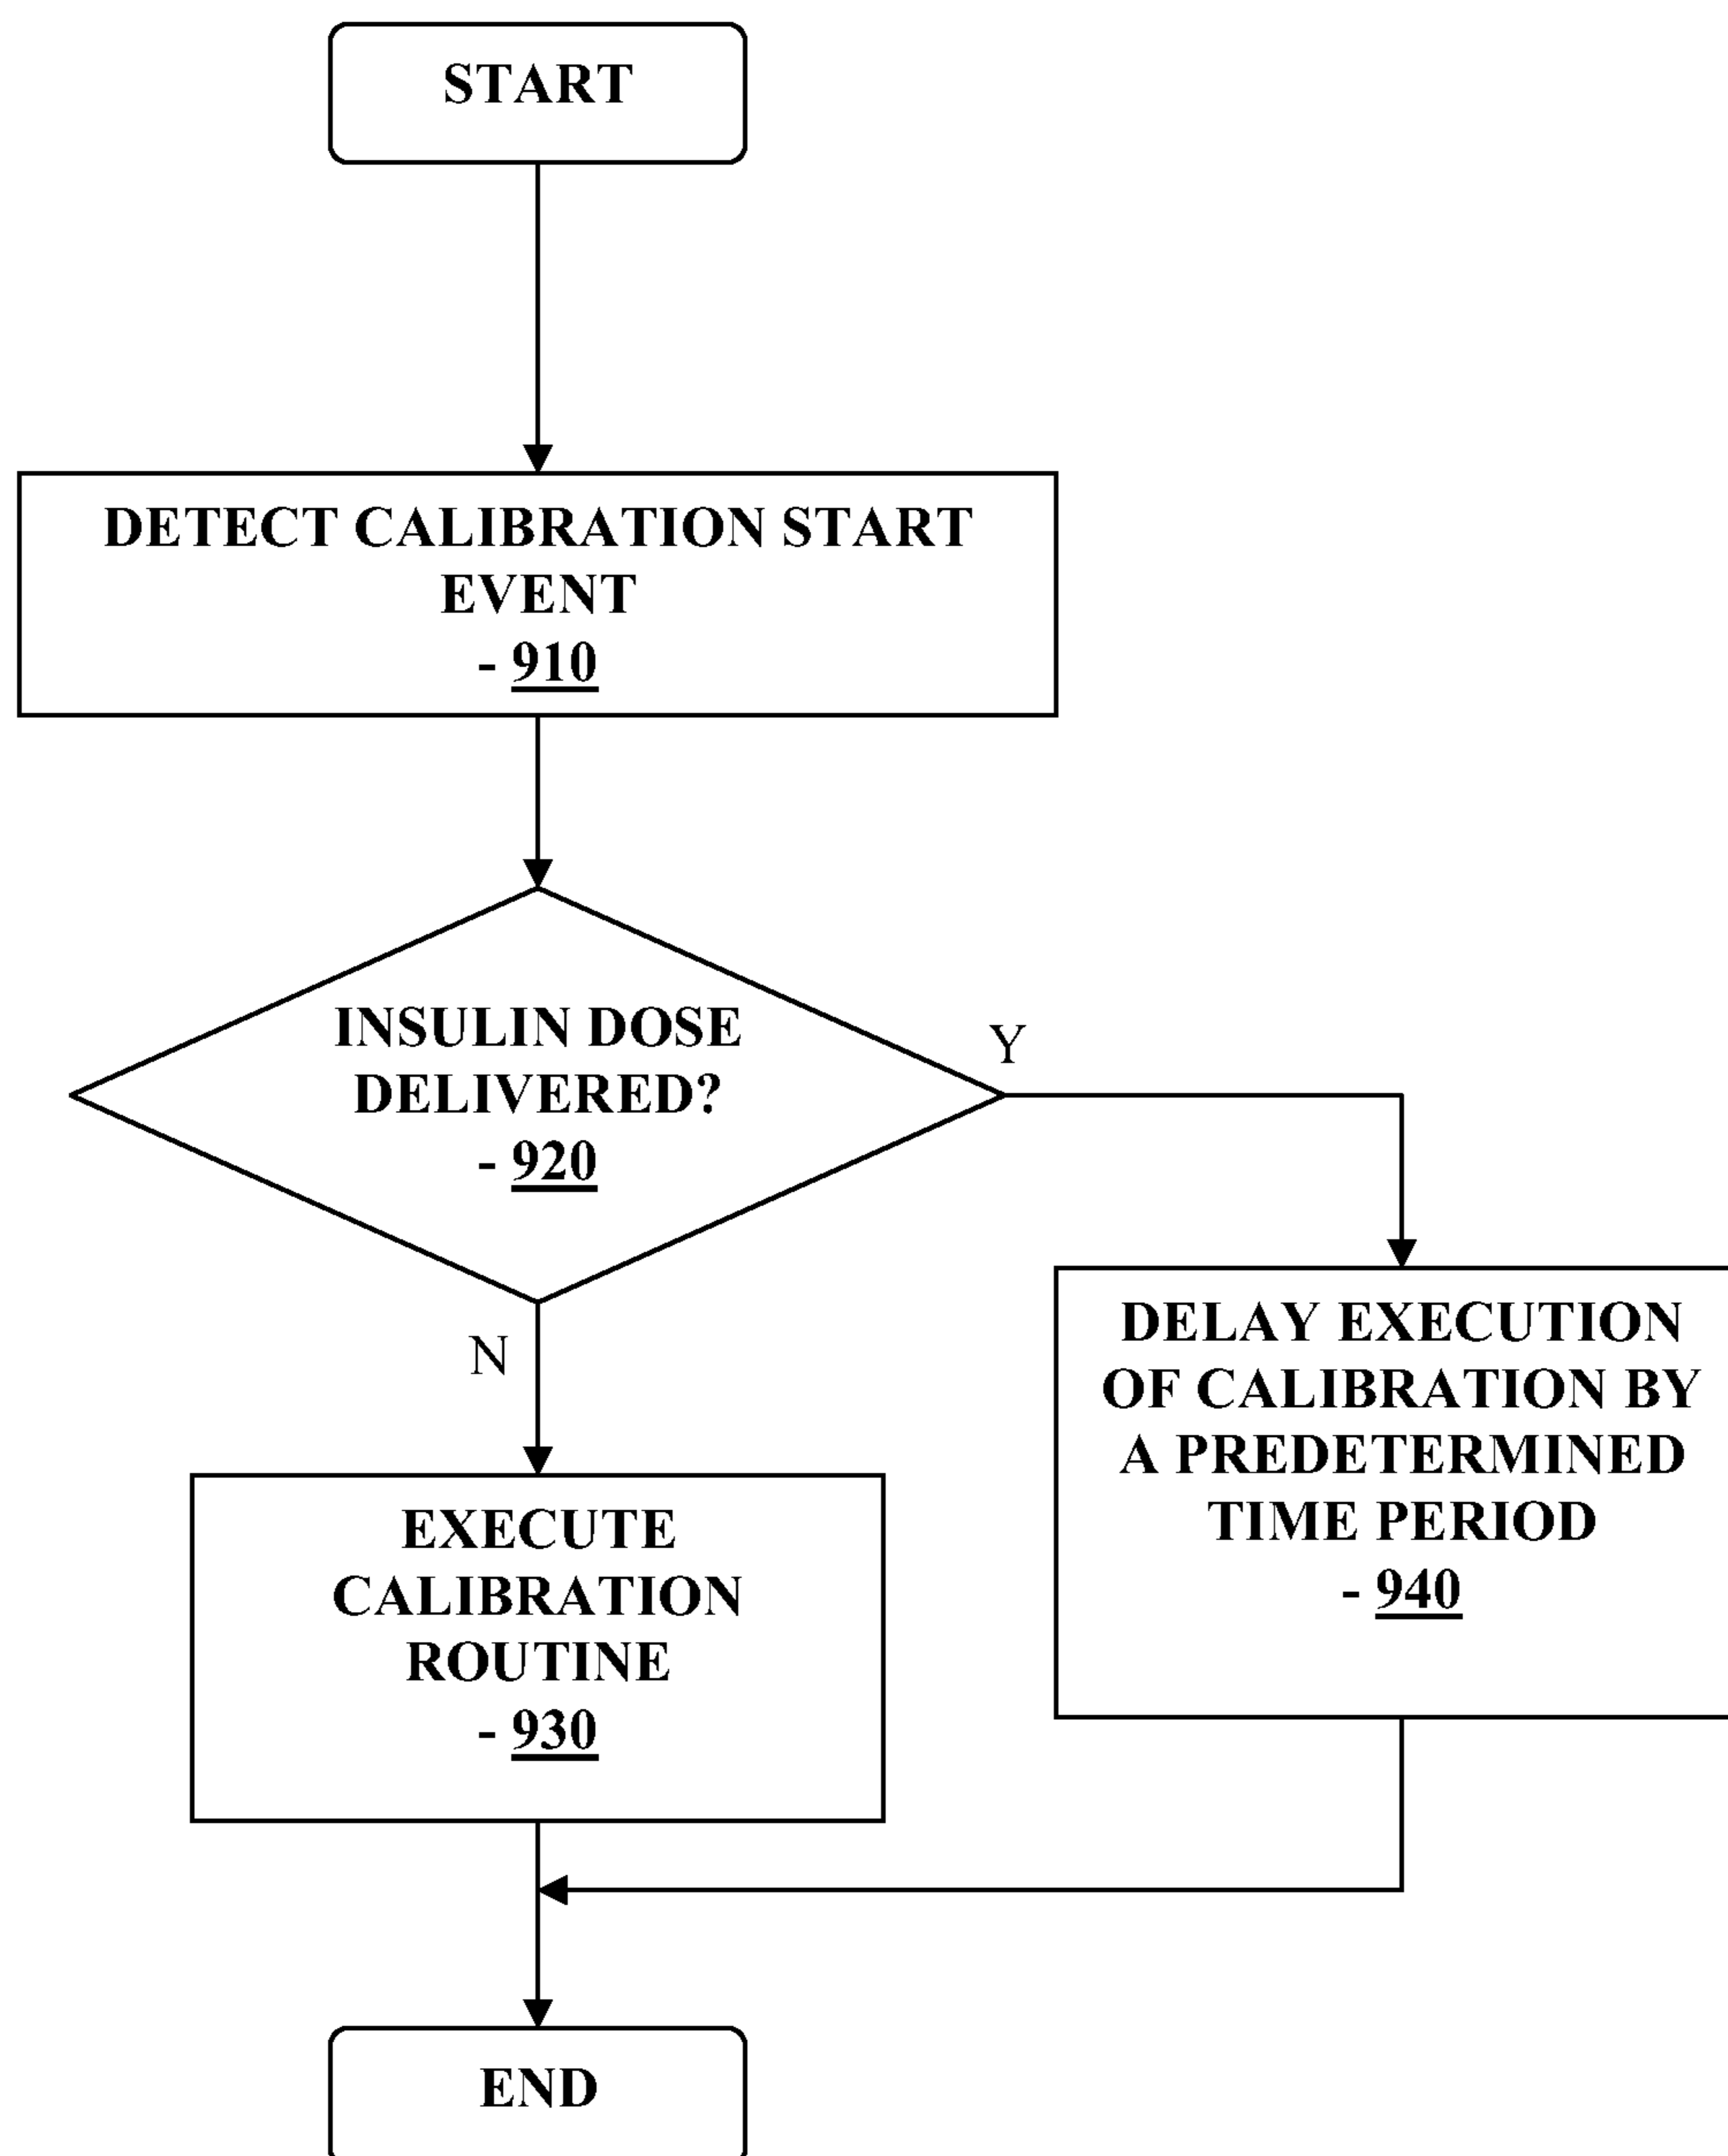 START
DETECT CALIBRATION START
EVENT
- 910
INSULIN DOSE
DELIVERED?
- 920
Y
N
DELAY EXECUTION
OF CALIBRATION BY
A PREDETERMINED
TIME PERIOD
- 940
EXECUTE
CALIBRATION
ROUTINE
- 930
END